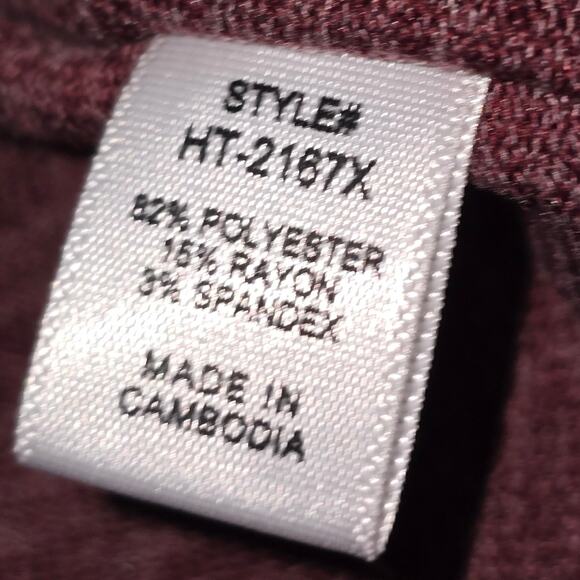 STYLE#
HT-2167X
82% POLYESTER
15% RAYON
3% SPANDEX
MADE IN
CAMBODIA